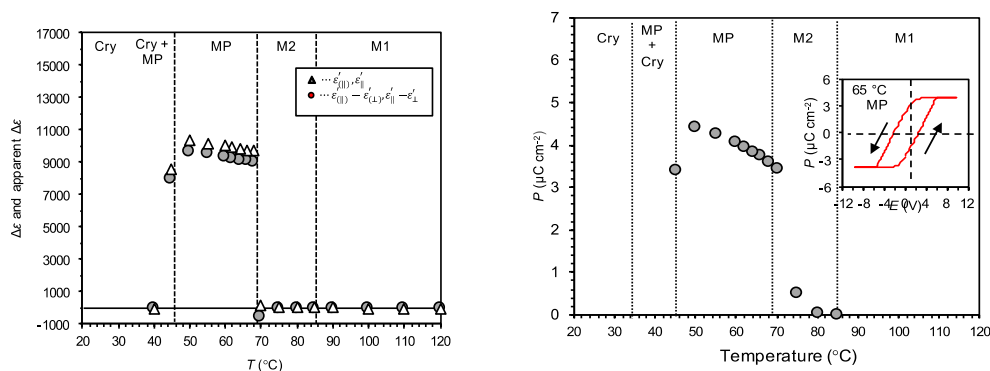 17000
15000
13000
11000
9000
7000
5000
3000
1000
-1000
Δε and apparent Δε
Cry
Cry +
MP
MP
M2
M1
⋯ ε′(||), ε′||
⋯ ε′(||) − ε′(⊥), ε′|| − ε′⊥
20 30 40 50 60 70 80 90 100 110 120
T (°C)
7
6
5
4
3
2
1
0
P (μC cm-2)
Cry
MP
+
Cry
MP
M2
M1
65 °C
MP
6
3
0
-3
-6
P (μC cm-2)
-12 -8 -4 0 4 8 12
E (V)
20 30 40 50 60 70 80 90 100 110 120
Temperature (°C)